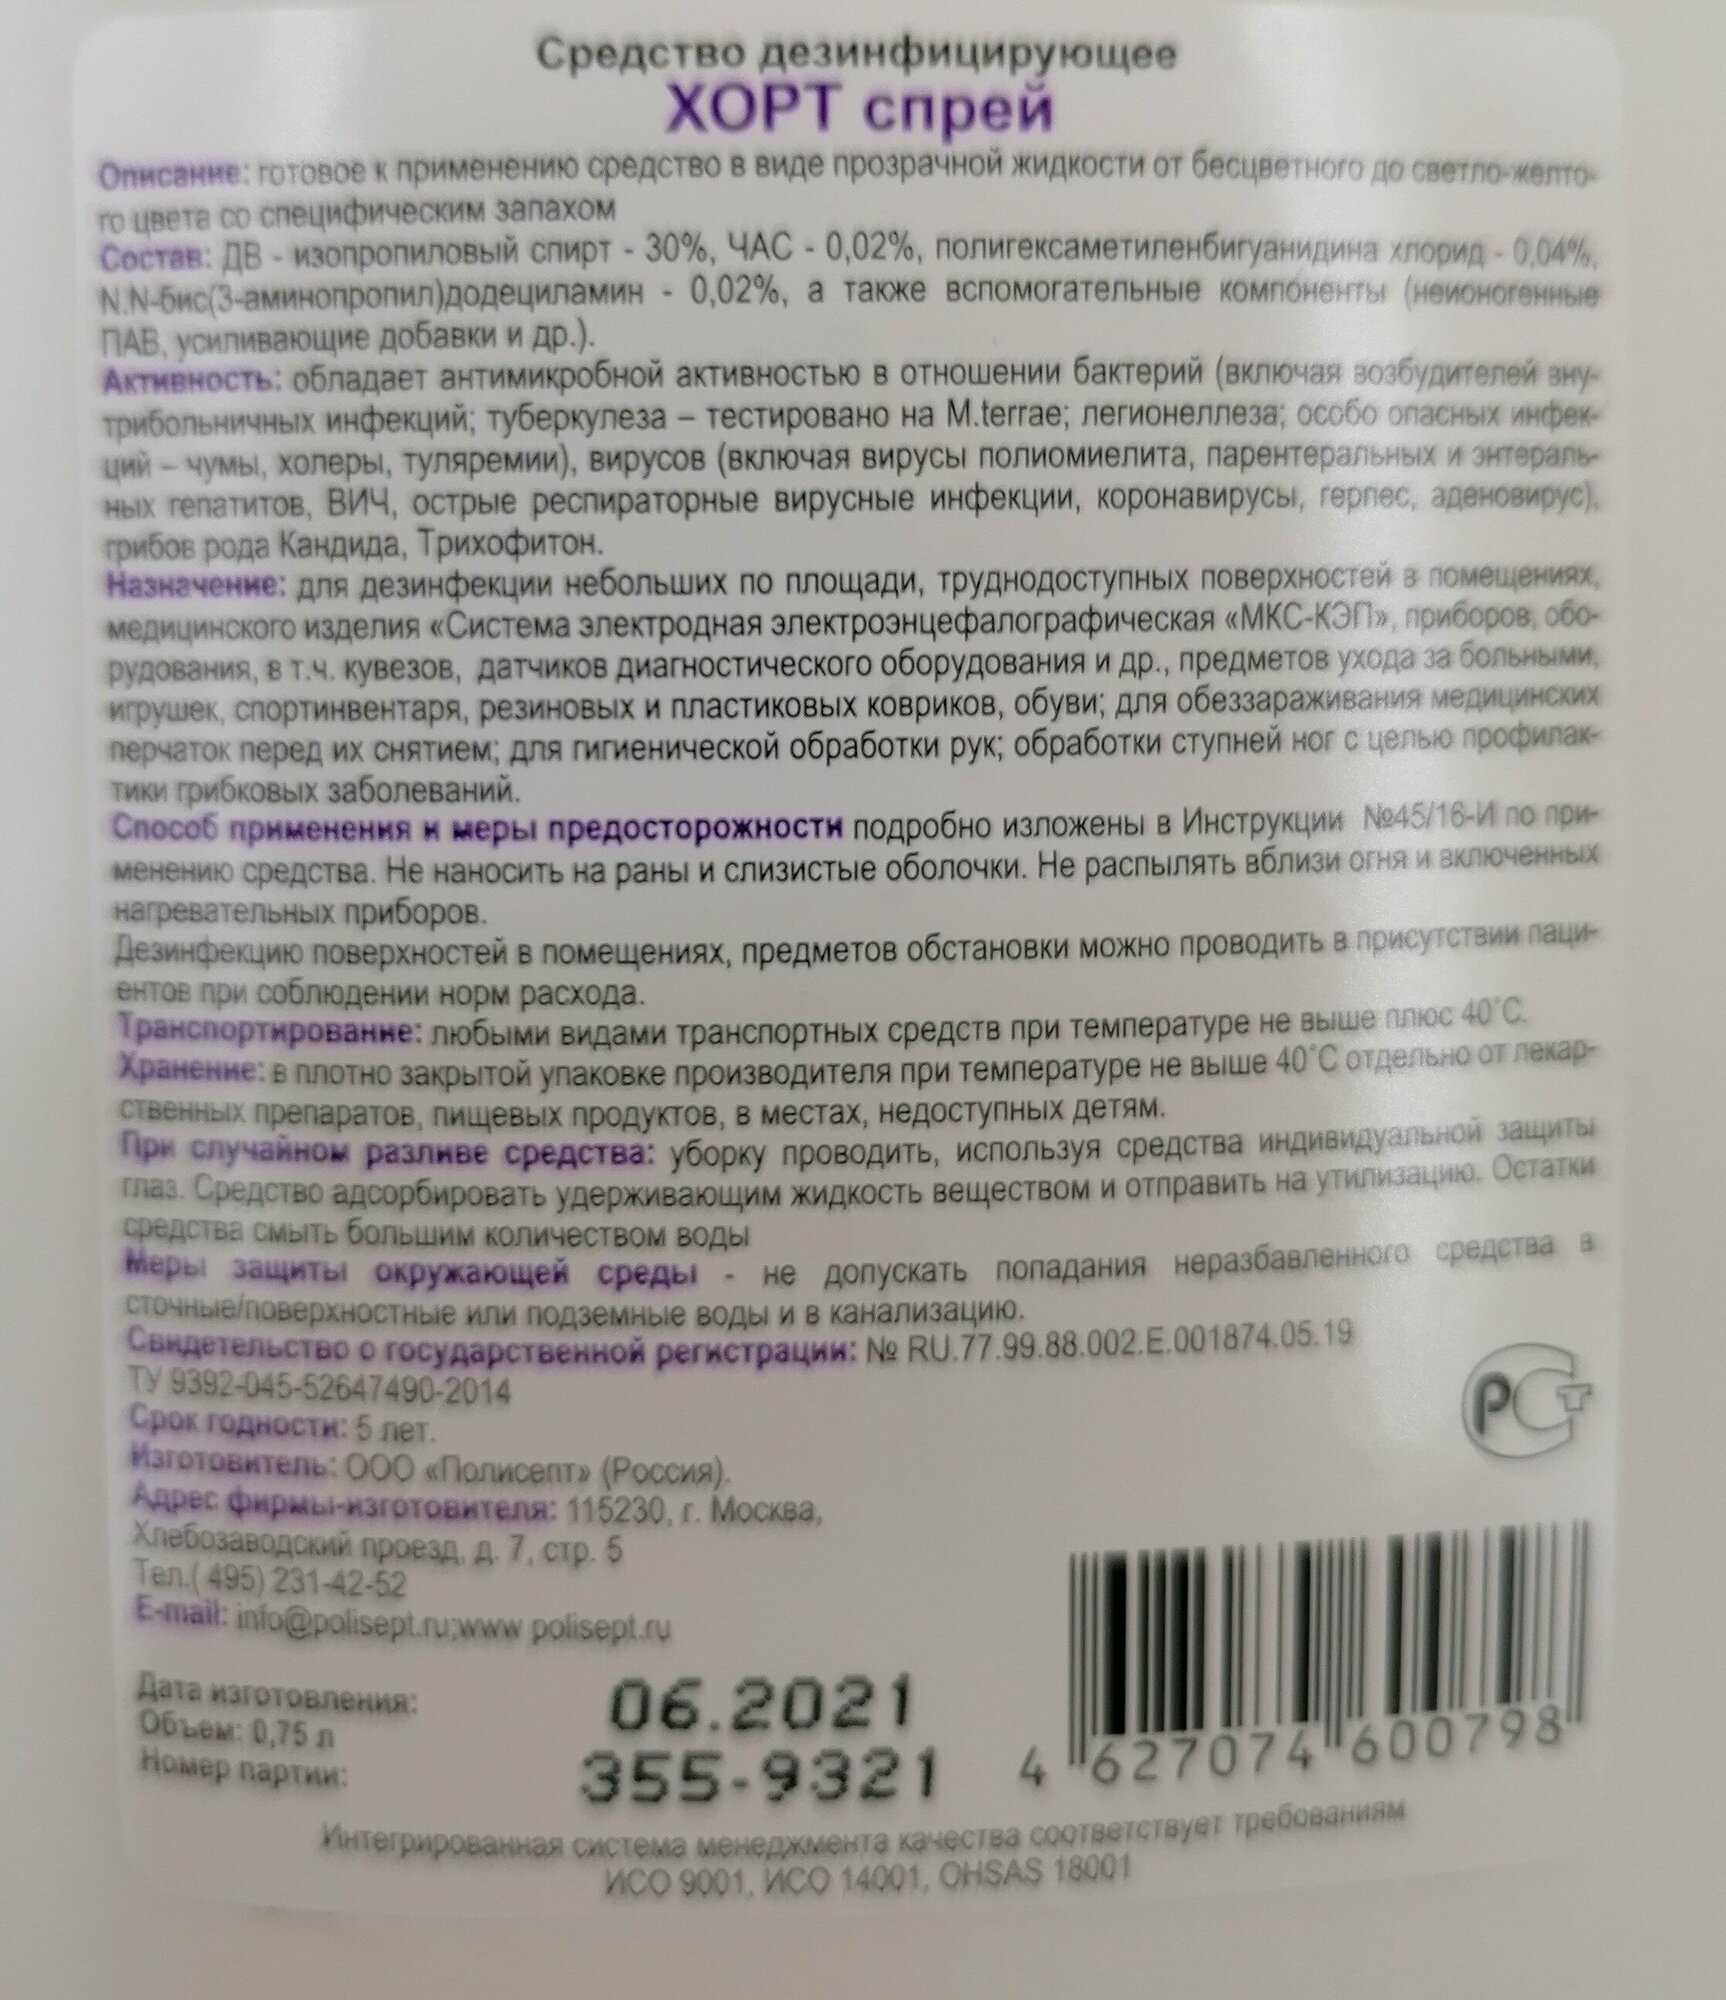 Средство дезинфицирующее
ХОРТ спрей
Описание: готовое к применению средство в виде прозрачной жидкости от бесцветного до светло-желто-
го цвета со специфическим запахом
Состав: ДВ - изопропиловый спирт - 30%, ЧАС - 0,02%, полигексаметиленбигуанидина хлорид - 0,04%,
N.N-бис(3-аминопропил)додециламин - 0,02%, а также вспомогательные компоненты (неионогенные
ПАВ, усиливающие добавки и др.).
Активность: обладает антимикробной активностью в отношении бактерий (включая возбудителей вну-
трибольничных инфекций; туберкулеза – тестировано на M.terrae; легионеллеза; особо опасных инфек-
ций – чумы, холеры, туляремии), вирусов (включая вирусы полиомиелита, парентеральных и энтераль-
ных гепатитов, ВИЧ, острые респираторные вирусные инфекции, коронавирусы, герпес, аденовирус),
грибов рода Кандида, Трихофитон.
Назначение: для дезинфекции небольших по площади, труднодоступных поверхностей в помещениях,
медицинского изделия «Система электродная электроэнцефалографическая «МКС-КЭП», приборов, обо-
рудования, в т.ч. кувезов, датчиков диагностического оборудования и др., предметов ухода за больными,
игрушек, спортинвентаря, резиновых и пластиковых ковриков, обуви; для обеззараживания медицинских
перчаток перед их снятием; для гигиенической обработки рук; обработки ступней ног с целью профилак-
тики грибковых заболеваний.
Способ применения и меры предосторожности подробно изложены в Инструкции №45/16-И по при-
менению средства. Не наносить на раны и слизистые оболочки. Не распылять вблизи огня и включенных
нагревательных приборов.
Дезинфекцию поверхностей в помещениях, предметов обстановки можно проводить в присутствии паци-
ентов при соблюдении норм расхода.
Транспортирование: любыми видами транспортных средств при температуре не выше плюс 40°С.
Хранение: в плотно закрытой упаковке производителя при температуре не выше 40°С отдельно от лекар-
ственных препаратов, пищевых продуктов, в местах, недоступных детям.
При случайном разливе средства: уборку проводить, используя средства индивидуальной защиты
глаз. Средство адсорбировать удерживающим жидкость веществом и отправить на утилизацию. Остатки
средства смыть большим количеством воды
Меры защиты окружающей среды - не допускать попадания неразбавленного средства в
сточные/поверхностные или подземные воды и в канализацию.
Свидетельство о государственной регистрации: № RU.77.99.88.002.E.001874.05.19
ТУ 9392-045-52647490-2014
Срок годности: 5 лет.
Изготовитель: ООО «Полисепт» (Россия).
Адрес фирмы-изготовителя: 115230, г. Москва,
Хлебозаводский проезд, д. 7, стр. 5
Тел.( 495) 231-42-52
E-mail: info@polisept.ru;www polisept.ru
РСТ
Дата изготовления: 06.2021
Объем: 0,75 л
Номер партии: 355-9321
4 627074 600798
Интегрированная система менеджмента качества соответствует требованиям
ИСО 9001, ИСО 14001, OHSAS 18001